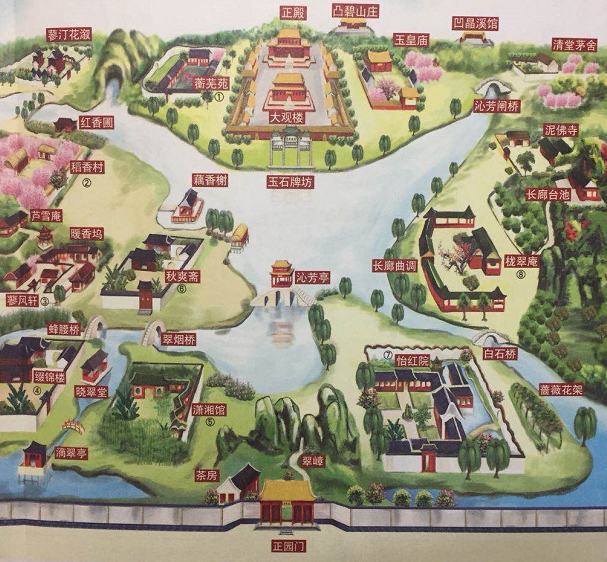 正殿
凸碧山庄
凹晶溪馆
蓼汀花溆
玉皇庙
清堂茅舍
蘅芜苑
①
沁芳闸桥
大观楼
红香圃
泥佛寺
稻香村
②
藕香榭
玉石牌坊
长廊台池
芦雪庵
暖香坞
秋爽斋
⑥
沁芳亭
长廊曲调
栊翠庵
⑧
蓼风轩
③
蜂腰桥
翠烟桥
⑦
怡红院
白石桥
缀锦楼
④
晓翠堂
潇湘馆
⑤
蔷薇花架
滴翠亭
茶房
翠嶂
正园门